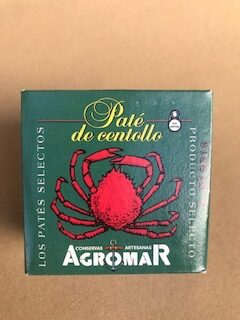 Paté
de centollo
LOS PATÉS SELECTOS
PRODUCTO SELECTO
CONSERVAS ARTESANAS
AGROMAR